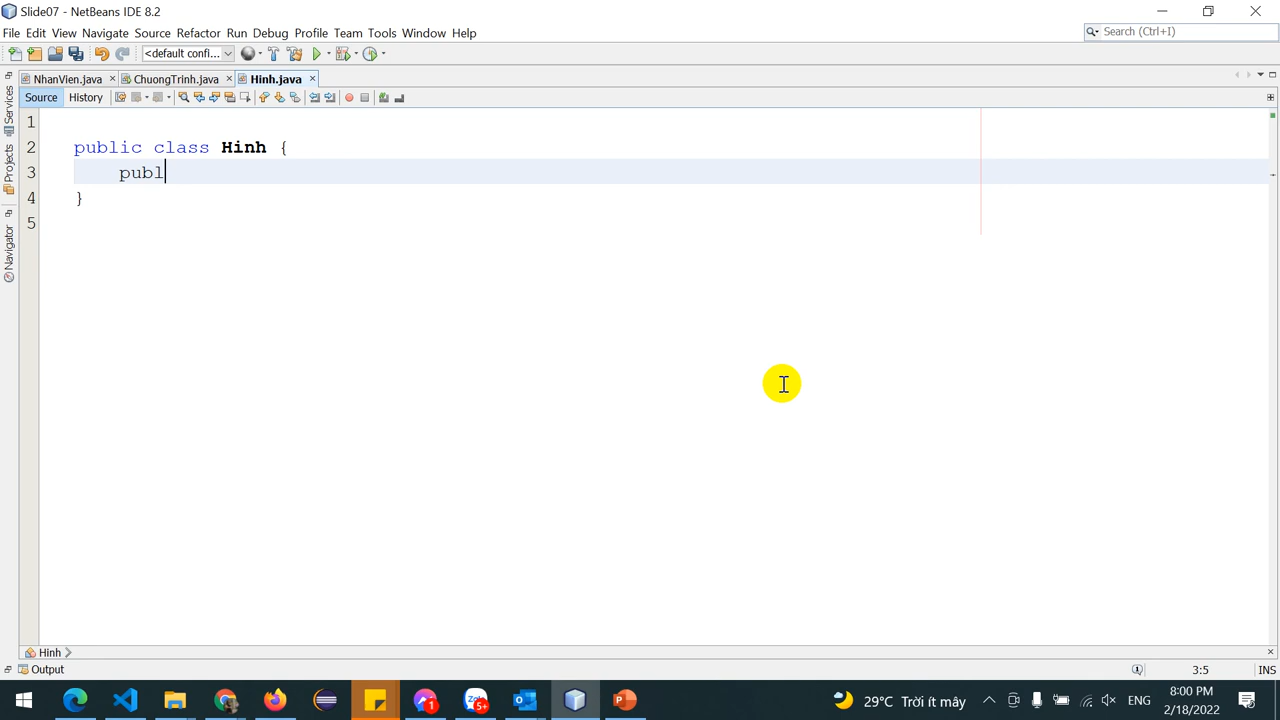 Slide07 - NetBeans IDE 8.2
File Edit View Navigate Source Refactor Run Debug Profile Team Tools Window Help
Search (Ctrl+I)
<default confi...
NhanVien.java ChuongTrinh.java Hinh.java
Source History
Services
Projects
Navigator
1
2 public class Hinh {
3 publ
4 }
5
Hinh
Output
3:5 INS
1
5+
29°C Trời ít mây
ENG
8:00 PM
2/18/2022